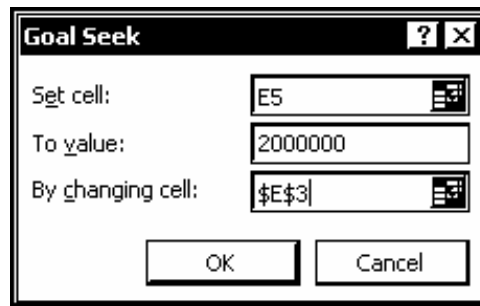 Goal Seek ? X
Set cell: E5
To value: 2000000
By changing cell: $E$3
OK Cancel